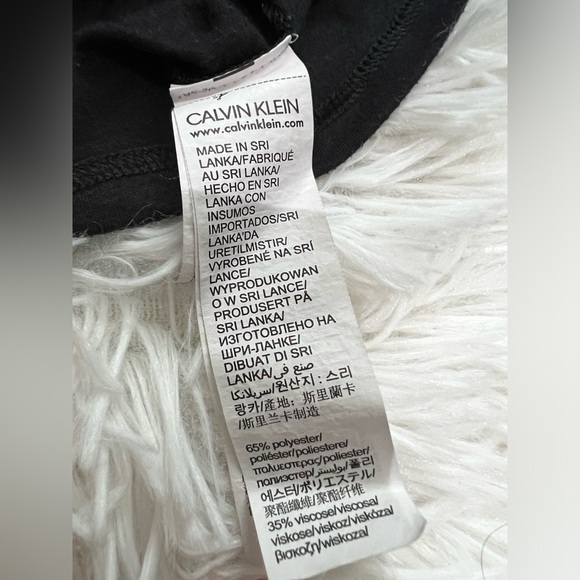 CALVIN KLEIN
www.calvinklein.com
MADE IN SRI
LANKA/FABRIQUÉ
AU SRI LANKA/
HECHO EN SRI
LANKA CON
INSUMOS
IMPORTADOS/SRI
LANKA'DA
URETILMISTIR/
VYROBENÉ NA SRÍ
LANCE/
WYPRODUKOWAN
O W SRI LANCE/
PRODUSERT PÅ
SRI LANKA/
ИЗГОТОВЛЕНО НА
ШРИ-ЛАНКЕ/
DIBUAT DI SRI
LANKA/صنع في
سريلانكا/원산지 : 스리
랑카/產地：斯里蘭卡
/斯里兰卡制造
65% polyester/
poliéster/poliestere/
πολυεστερας/poliester/
полиэстер/بوليستر/폴리
에스터/ポリエステル/
聚酯纖維/聚酯纤维
35% viscose/viscosa/
viskose/viskoz/viskóza/
βισκοζη/wiskoza/